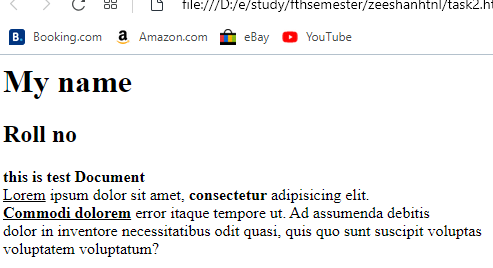 file:///D:/e/study/fthsemester/zeeshanhtnl/task2.ht
Booking.com Amazon.com eBay YouTube
My name
Roll no
this is test Document
Lorem ipsum dolor sit amet, consectetur adipisicing elit.
Commodi dolorem error itaque tempore ut. Ad assumenda debitis
dolor in inventore necessitatibus odit quasi, quis quo sunt suscipit voluptas
voluptatem voluptatum?